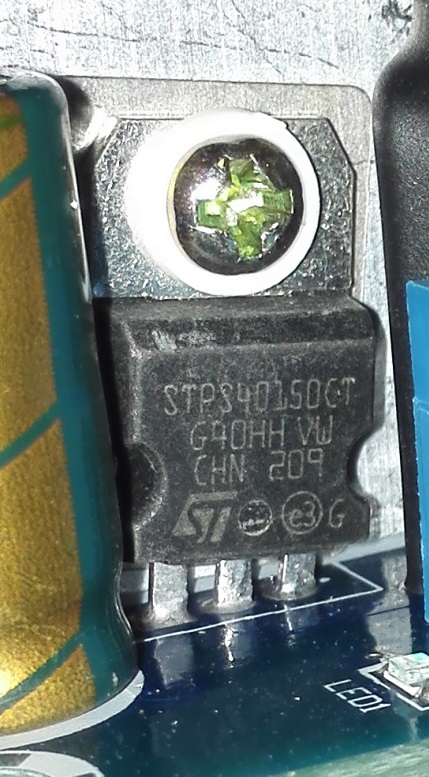 STPS40150CT
G40HH VW
CHN 209
ST e3 G
LED1